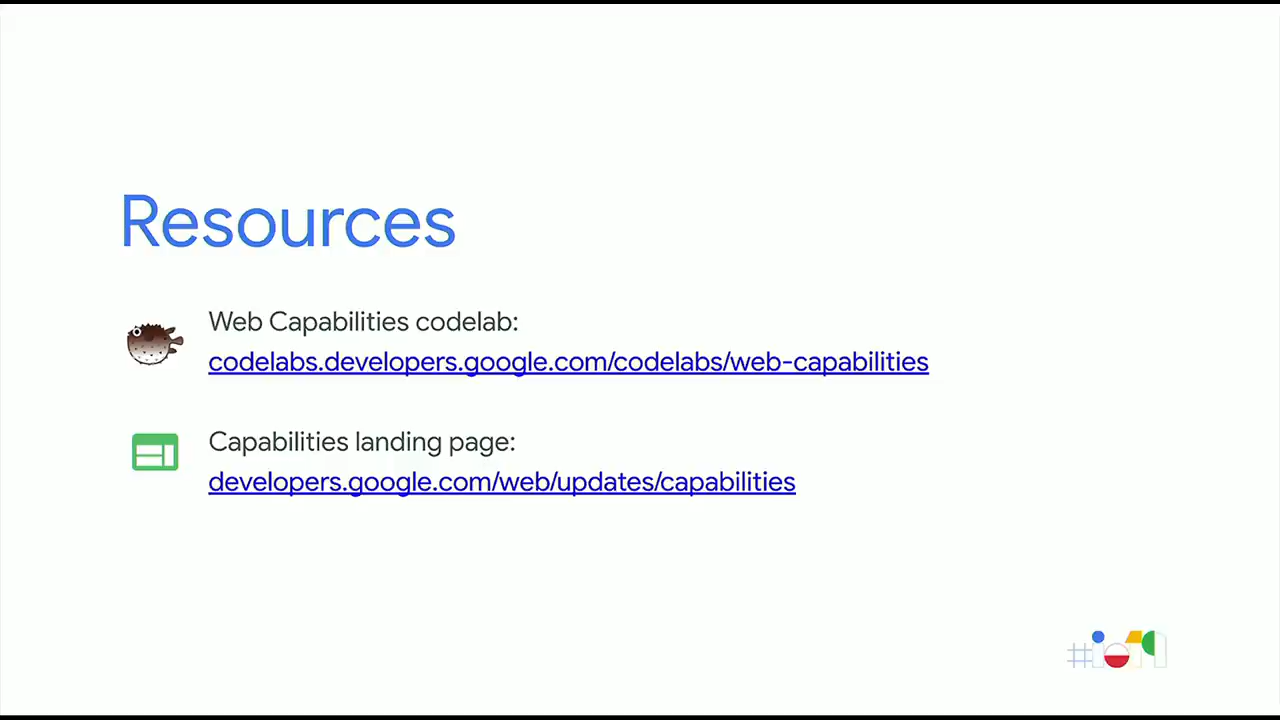 Resources
Web Capabilities codelab:
codelabs.developers.google.com/codelabs/web-capabilities
Capabilities landing page:
developers.google.com/web/updates/capabilities
#io19